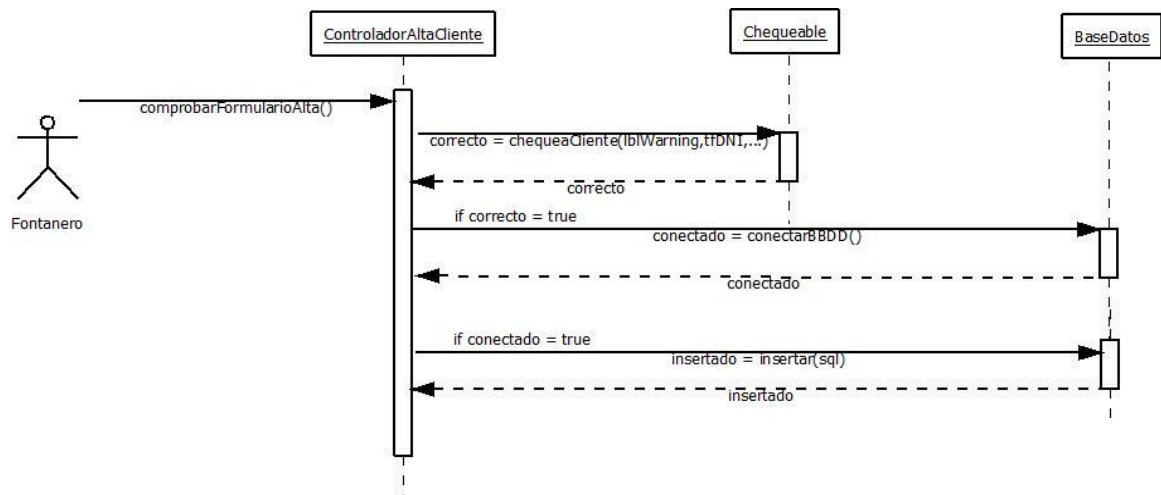 ControladorAltaCliente
Chequeable
BaseDatos
comprobarFormularioAlta()
Fontanero
correcto = chequeaCliente(lblWarning,tfDNI,...)
correcto
if correcto = true
conectado = conectarBBDD()
conectado
if conectado = true
insertado = insertar(sql)
insertado